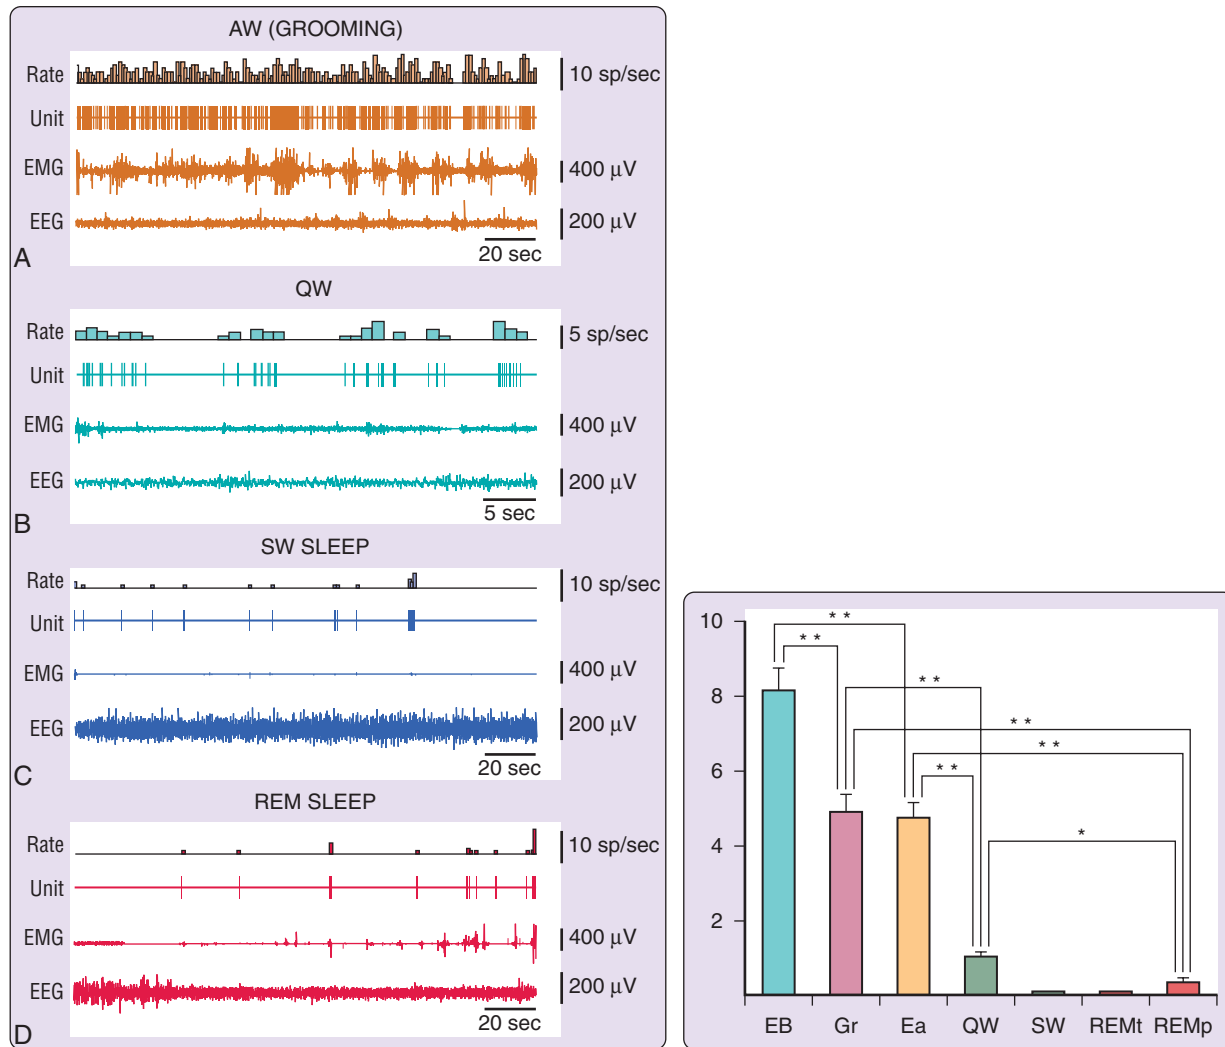 AW (GROOMING)
Rate
10 sp/sec
Unit
EMG
400 µV
EEG
200 µV
20 sec
A
QW
Rate
5 sp/sec
Unit
EMG
400 µV
EEG
200 µV
5 sec
B
SW SLEEP
Rate
10 sp/sec
Unit
EMG
400 µV
EEG
200 µV
20 sec
C
REM SLEEP
Rate
10 sp/sec
Unit
EMG
400 µV
EEG
200 µV
20 sec
D
10
8
6
4
2
* *
* *
* *
* *
* *
* *
*
EB Gr Ea QW SW REMt REMp